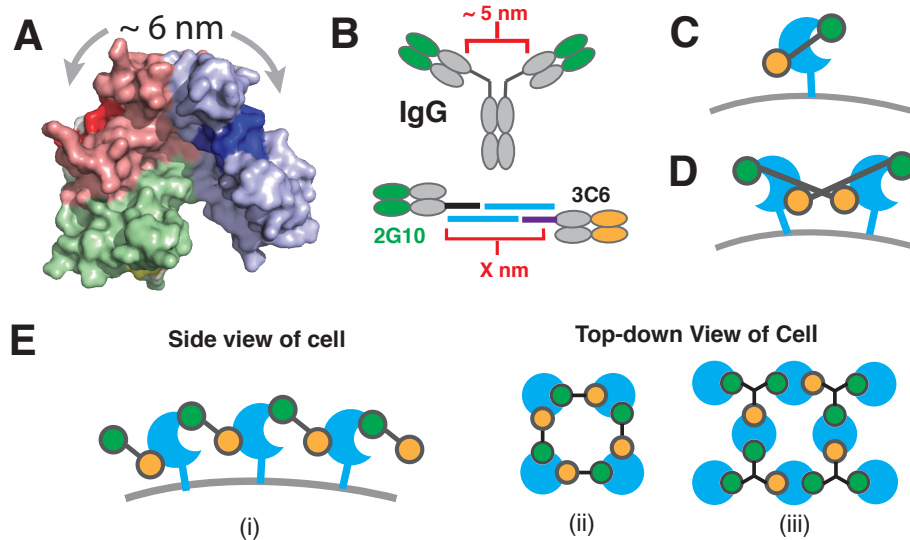 A
~ 6 nm
B
~ 5 nm
IgG
3C6
2G10
X nm
C
D
E
Side view of cell
Top-down View of Cell
(i)
(ii)
(iii)